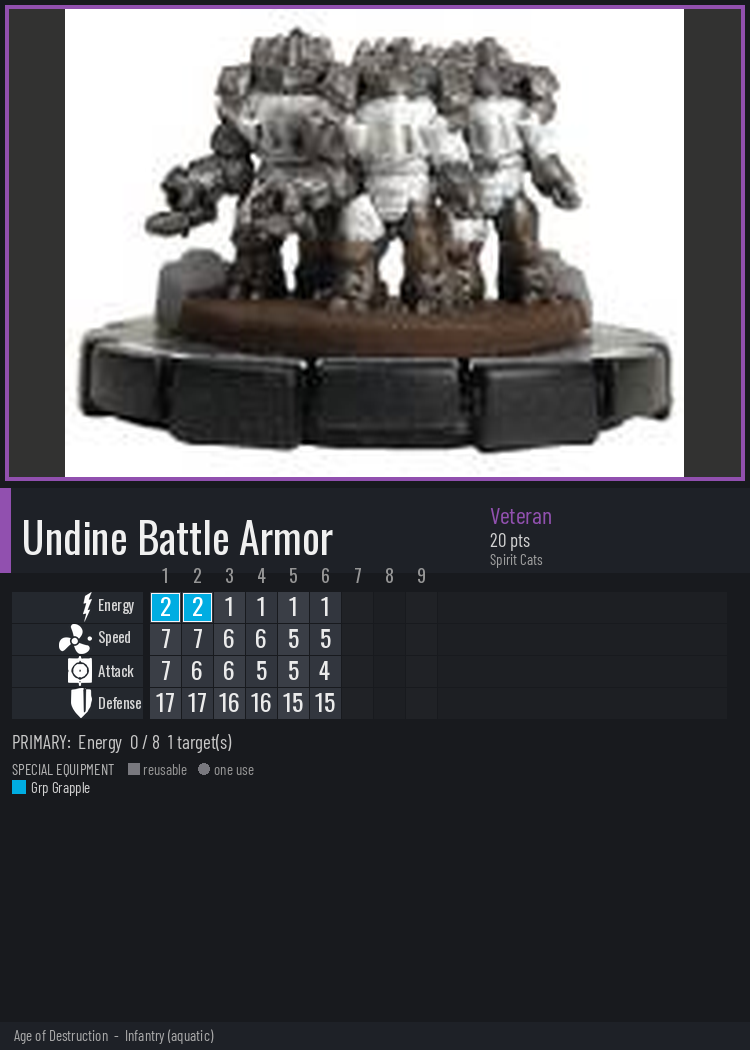 Undine Battle Armor
Veteran
20 pts
Spirit Cats
1 2 3 4 5 6 7 8 9
Energy 2 2 1 1 1 1
Speed 7 7 6 6 5 5
Attack 7 6 6 5 5 4
Defense 17 17 16 16 15 15
PRIMARY: Energy 0 / 8 1 target(s)
SPECIAL EQUIPMENT reusable one use
Grp Grapple
Age of Destruction - Infantry (aquatic)